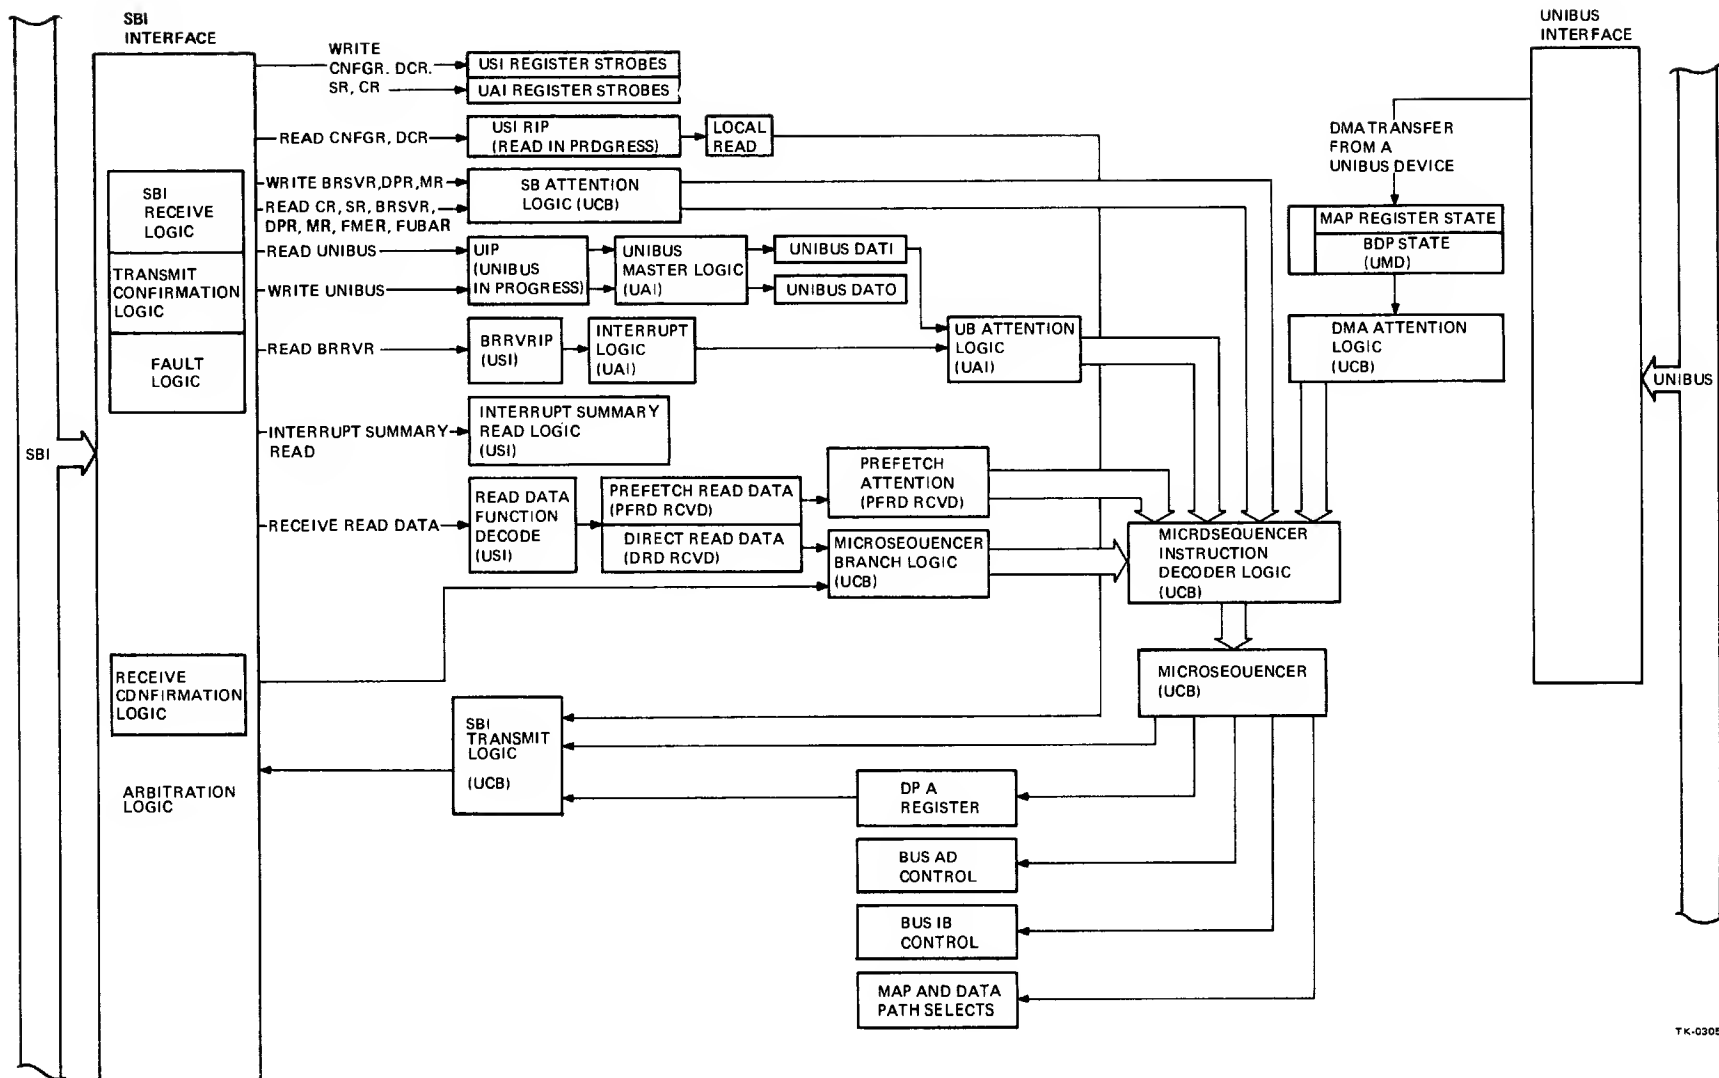 SBI
INTERFACE
UNIBUS
INTERFACE
WRITE
CNFGR. DCR.
SR, CR
USI REGISTER STROBES
UAI REGISTER STROBES
READ CNFGR, DCR
USI RIP
(READ IN PRDGRESS)
LOCAL
READ
DMA TRANSFER
FROM A
UNIBUS DEVICE
SBI
RECEIVE
LOGIC
WRITE BRSVR,DPR,MR
READ CR, SR, BRSVR,
DPR, MR, FMER, FUBAR
SB ATTENTION
LOGIC (UCB)
MAP REGISTER STATE
BDP STATE
(UMD)
TRANSMIT
CONFIRMATION
LOGIC
READ UNIBUS
WRITE UNIBUS
UIP
(UNIBUS
IN PROGRESS)
UNIBUS
MASTER LOGIC
(UAI)
UNIBUS DATI
UNIBUS DATO
FAULT
LOGIC
READ BRRVR
BRRVRIP
(USI)
INTERRUPT
LOGIC
(UAI)
UB ATTENTION
LOGIC
(UAI)
DMA ATTENTION
LOGIC
(UCB)
UNIBUS
SBI
INTERRUPT SUMMARY
READ
INTERRUPT SUMMARY
READ LOGIC
(USI)
RECEIVE READ DATA
READ DATA
FUNCTION
DECODE
(USI)
PREFETCH READ DATA
(PFRD RCVD)
DIRECT READ DATA
(DRD RCVD)
PREFETCH
ATTENTION
(PFRD RCVD)
MICROSEQUENCER
BRANCH LOGIC
(UCB)
MICRDSEQUENCER
INSTRUCTION
DECODER LOGIC
(UCB)
RECEIVE
CDNFIRMATION
LOGIC
MICROSEQUENCER
(UCB)
SBI
TRANSMIT
LOGIC
(UCB)
ARBITRATION
LOGIC
DP A
REGISTER
BUS AD
CONTROL
BUS IB
CONTROL
MAP AND DATA
PATH SELECTS
TK-0305